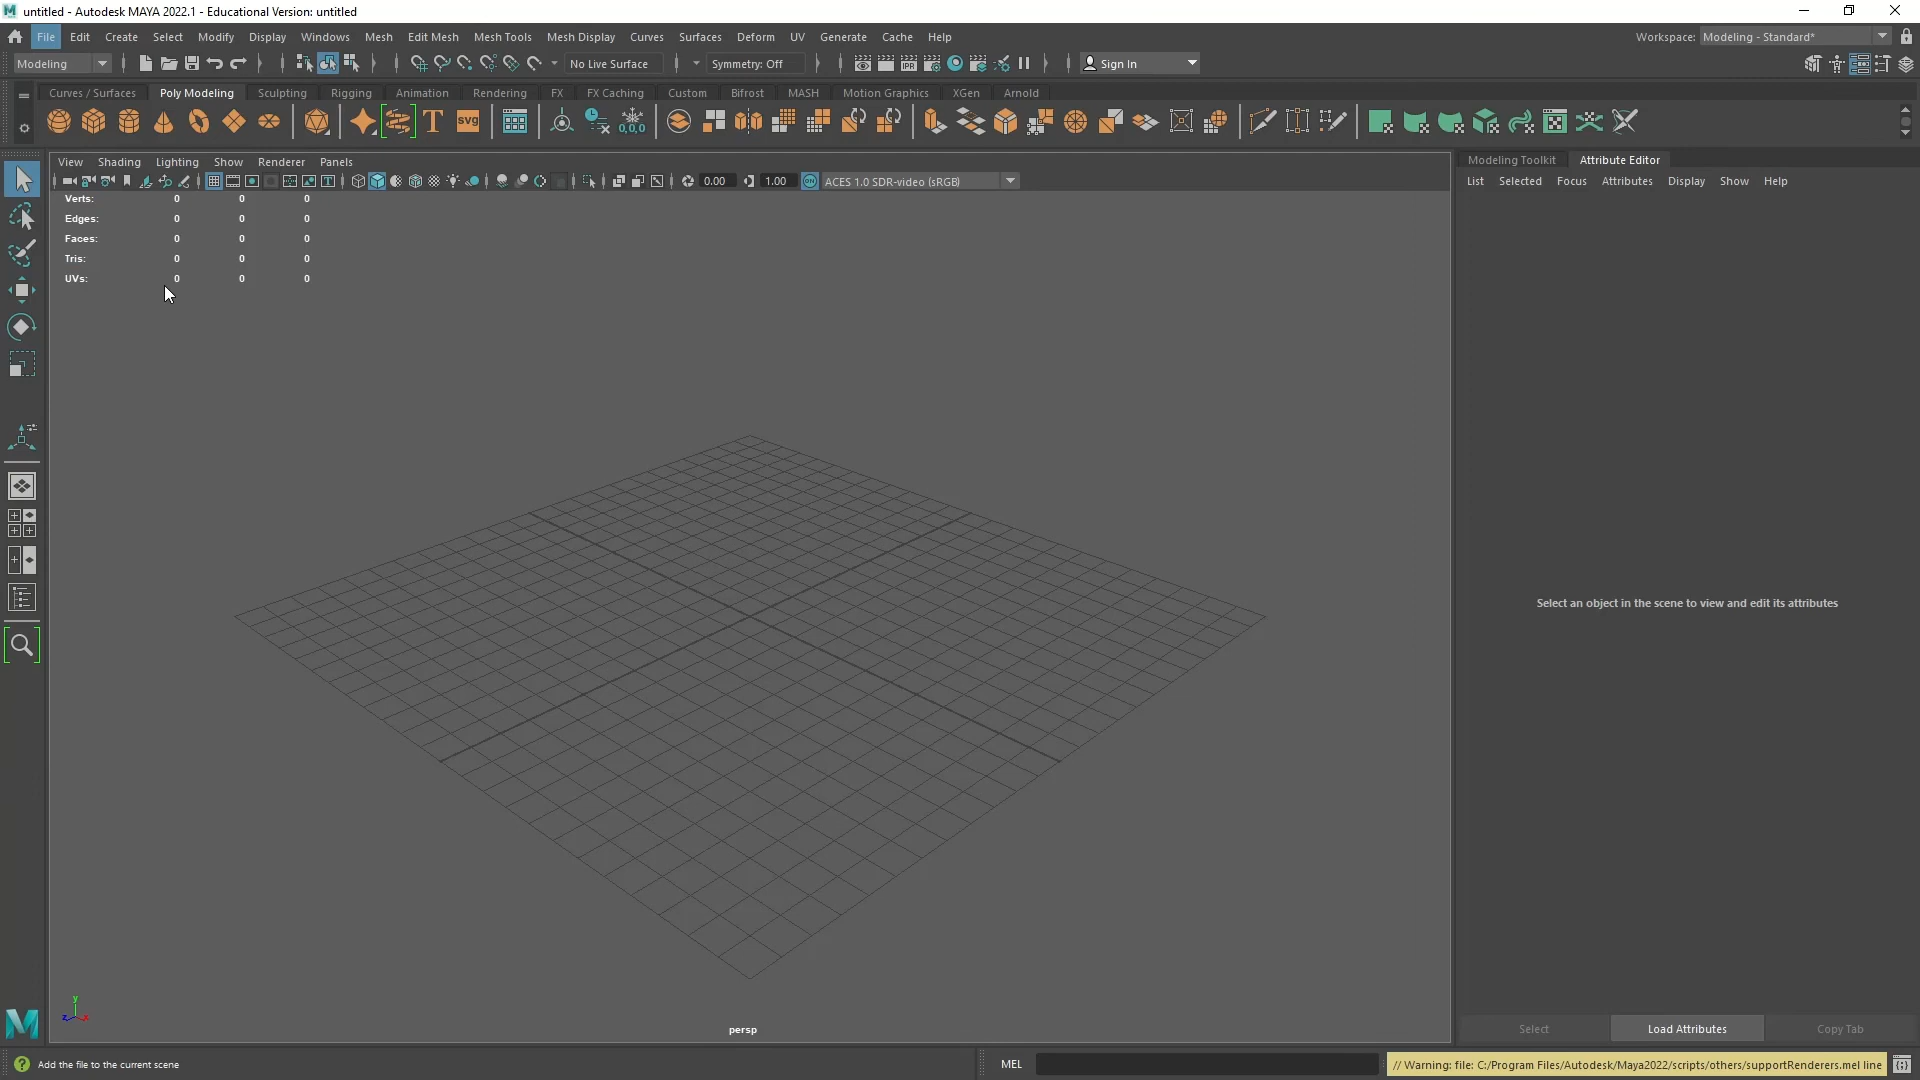 untitled - Autodesk MAYA 2022.1 - Educational Version: untitled
File Edit Create Select Modify Display Windows Mesh Edit Mesh Mesh Tools Mesh Display Curves Surfaces Deform UV Generate Cache Help Workspace: Modeling - Standard*
Modeling No Live Surface Symmetry: Off IPR Sign In
Curves / Surfaces Poly Modeling Sculpting Rigging Animation Rendering FX FX Caching Custom Bifrost MASH Motion Graphics XGen Arnold
T svg 0,0,0
View Shading Lighting Show Renderer Panels
0.00 1.00 ON ACES 1.0 SDR-video (sRGB)
Verts: 0 0 0
Edges: 0 0 0
Faces: 0 0 0
Tris: 0 0 0
UVs: 0 0 0
y
z x
persp
Modeling Toolkit Attribute Editor
List Selected Focus Attributes Display Show Help
Select an object in the scene to view and edit its attributes
Select Load Attributes Copy Tab
Add the file to the current scene MEL // Warning: file: C:/Program Files/Autodesk/Maya2022/scripts/others/supportRenderers.mel line